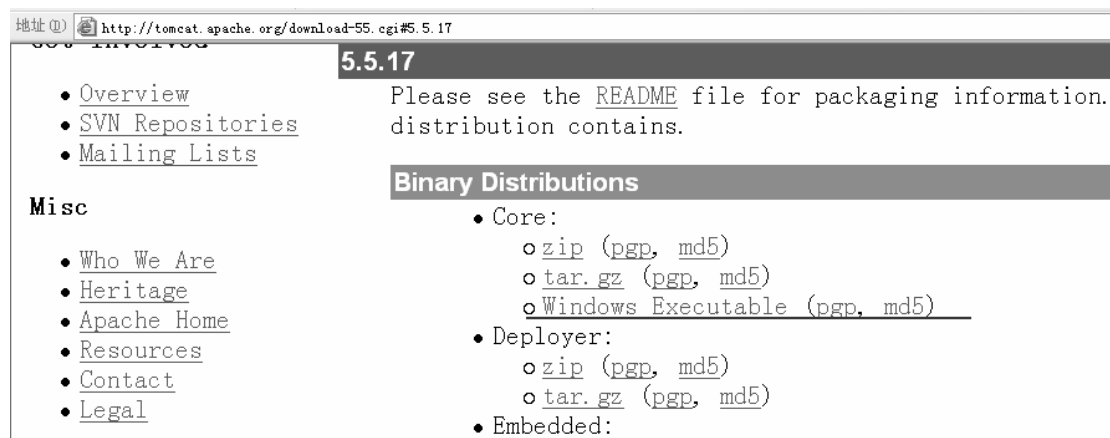 地址(D) http://tomcat.apache.org/download-55.cgi#5.5.17
Get Involved
Overview
SVN Repositories
Mailing Lists
Misc
Who We Are
Heritage
Apache Home
Resources
Contact
Legal
5.5.17
Please see the README file for packaging information.
distribution contains.
Binary Distributions
Core:
zip (pgp, md5)
tar.gz (pgp, md5)
Windows Executable (pgp, md5)
Deployer:
zip (pgp, md5)
tar.gz (pgp, md5)
Embedded: